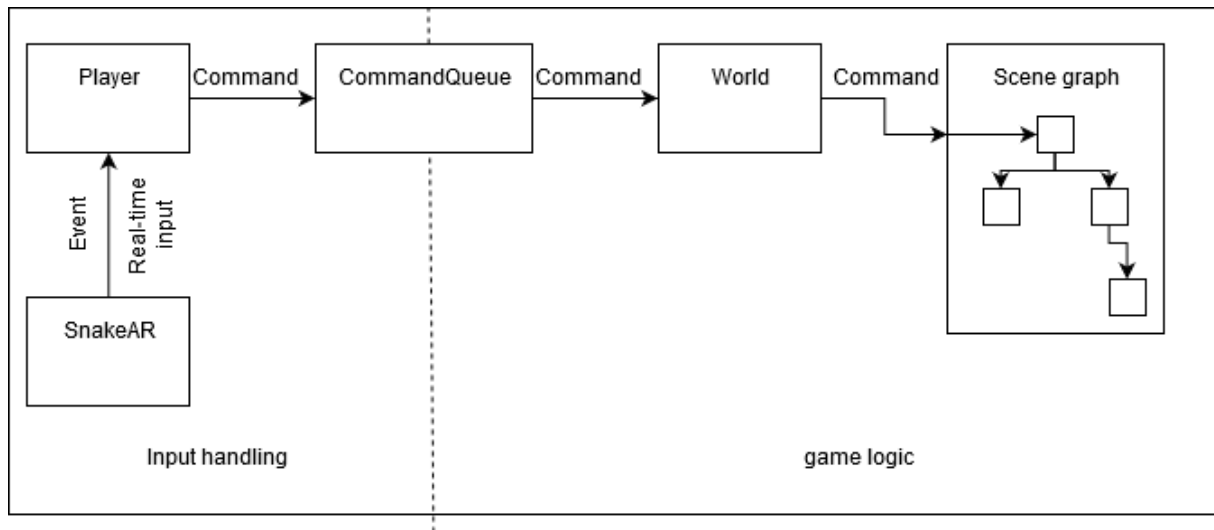 Player
Command
CommandQueue
Command
World
Command
Scene graph
Event
Real-time
input
SnakeAR
Input handling
game logic